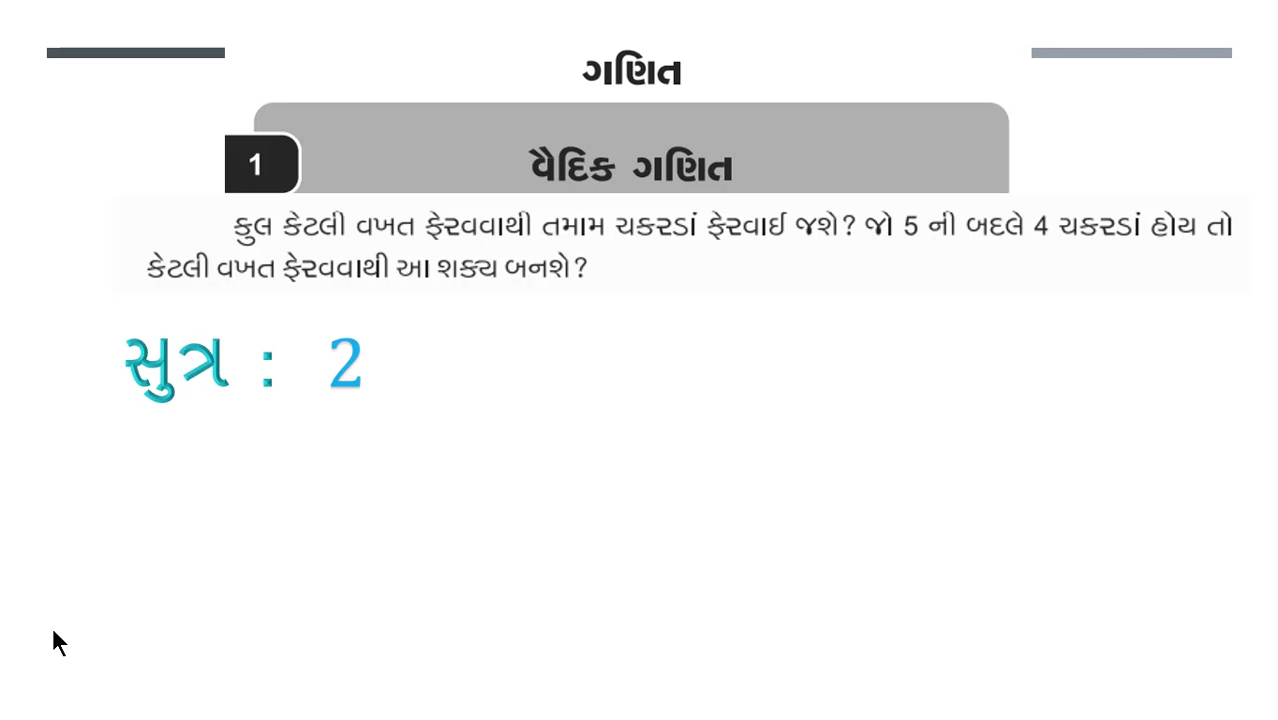 ગણિત
1
વૈદિક ગણિત
કુલ કેટલી વખત ફેરવવાથી તમામ ચકરડાં ફેરવાઈ જશે? જો 5 ની બદલે 4 ચકરડાં હોય તો
કેટલી વખત ફેરવવાથી આ શક્ય બનશે?
સુત્ર : 2